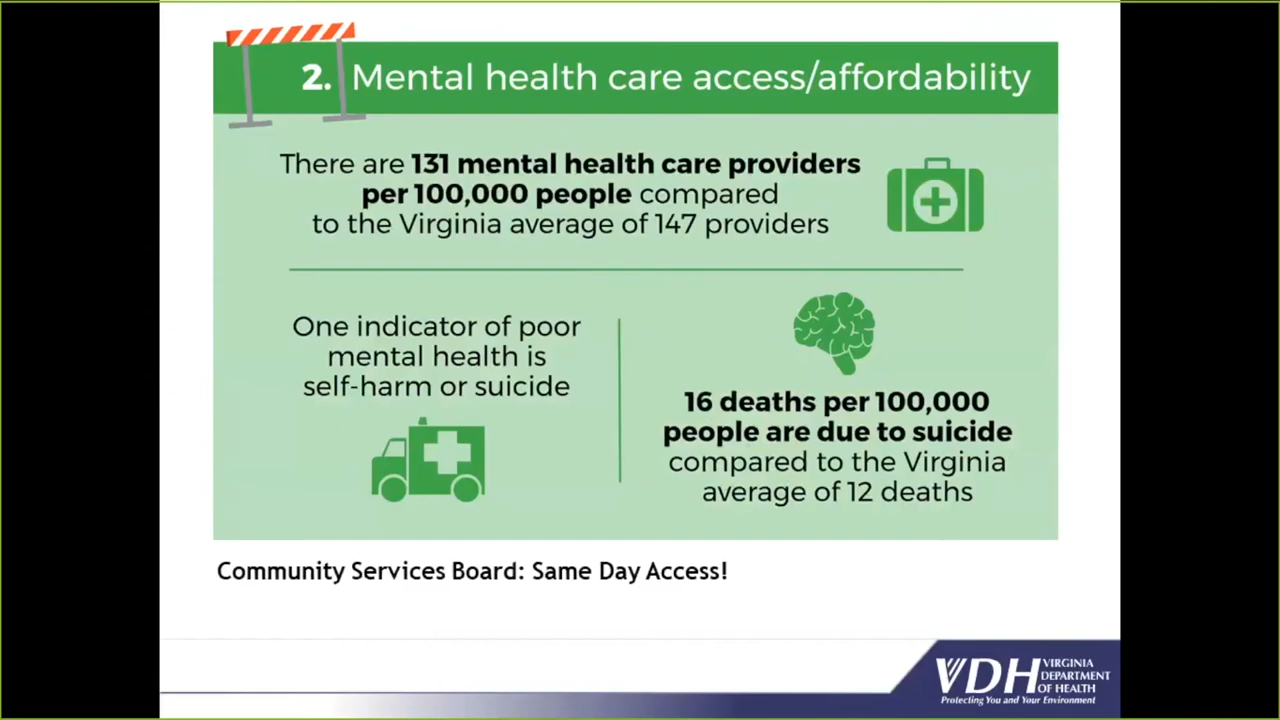 2. Mental health care access/affordability
There are 131 mental health care providers
per 100,000 people compared
to the Virginia average of 147 providers
One indicator of poor
mental health is
self-harm or suicide
16 deaths per 100,000
people are due to suicide
compared to the Virginia
average of 12 deaths
Community Services Board: Same Day Access!
VDH VIRGINIA
DEPARTMENT
OF HEALTH
Protecting You and Your Environment